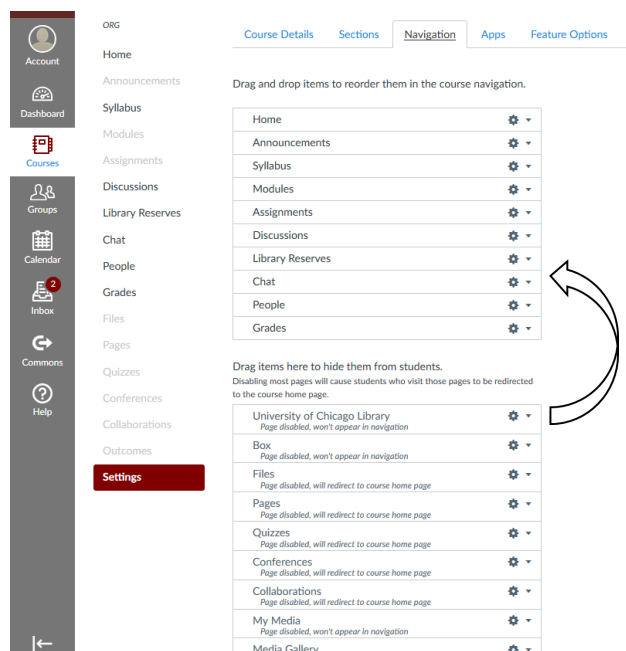 Account
Dashboard
Courses
Groups
Calendar
2
Inbox
Commons
Help
ORG
Home
Announcements
Syllabus
Modules
Assignments
Discussions
Library Reserves
Chat
People
Grades
Files
Pages
Quizzes
Conferences
Collaborations
Outcomes
Settings
Course Details Sections Navigation Apps Feature Options
Drag and drop items to reorder them in the course navigation.
Home
Announcements
Syllabus
Modules
Assignments
Discussions
Library Reserves
Chat
People
Grades
Drag items here to hide them from students.
Disabling most pages will cause students who visit those pages to be redirected
to the course home page.
University of Chicago Library
Page disabled, won't appear in navigation
Box
Page disabled, won't appear in navigation
Files
Page disabled, will redirect to course home page
Pages
Page disabled, will redirect to course home page
Quizzes
Page disabled, will redirect to course home page
Conferences
Page disabled, will redirect to course home page
Collaborations
Page disabled, will redirect to course home page
My Media
Page disabled, won't appear in navigation
Media Gallery